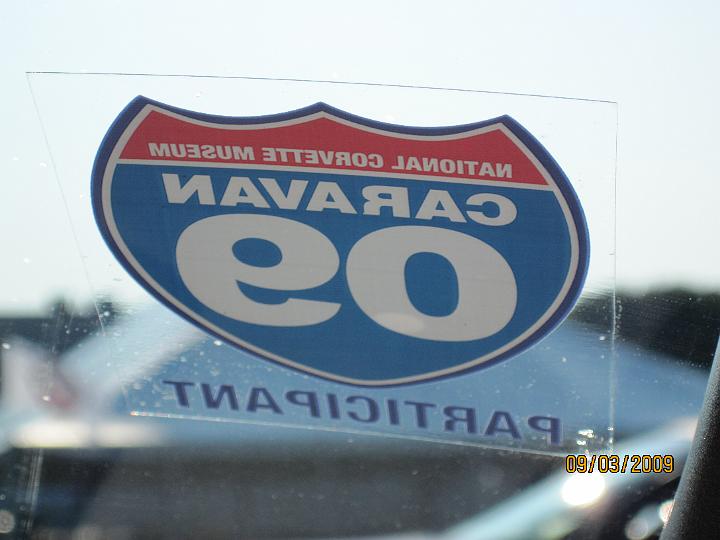 NATIONAL CORVETTE MUSEUM
CARAVAN
09
PARTICIPANT
09/03/2009